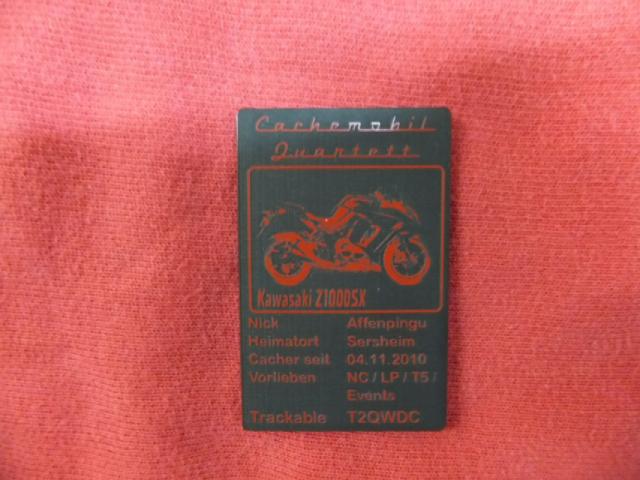 Cachemobil
Quartett
Kawasaki Z1000SX
Nick Affenpingu
Heimatort Sersheim
Cacher seit 04.11.2010
Vorlieben NC / LP / T5 /
Events
Trackable T2QWDC